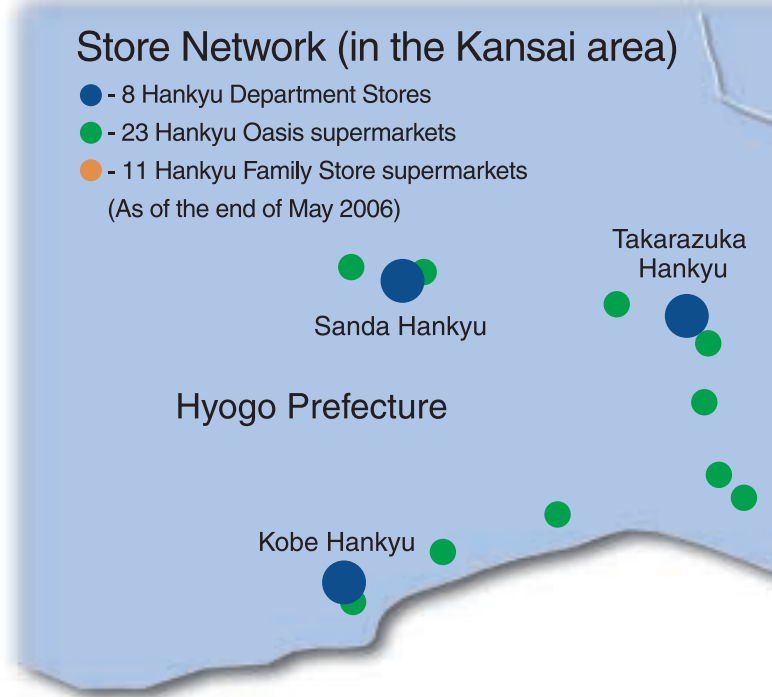 Store Network (in the Kansai area)
- 8 Hankyu Department Stores
- 23 Hankyu Oasis supermarkets
- 11 Hankyu Family Store supermarkets
(As of the end of May 2006)
Takarazuka
Hankyu
Sanda Hankyu
Hyogo Prefecture
Kobe Hankyu